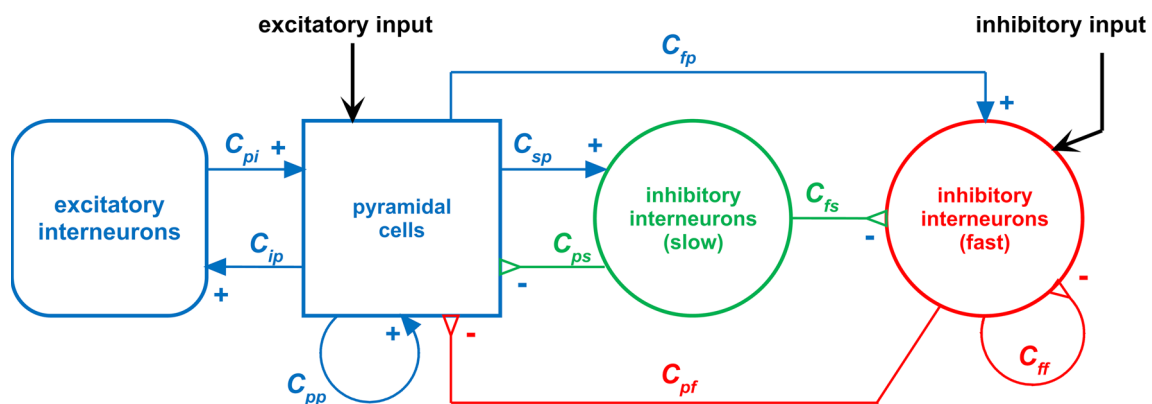 excitatory input
inhibitory input
C_fp
+
C_pi +
C_sp +
excitatory
interneurons
pyramidal
cells
inhibitory
interneurons
(slow)
C_fs
-
inhibitory
interneurons
(fast)
C_ip
+
C_ps
-
-
+
-
C_pp
C_pf
C_ff